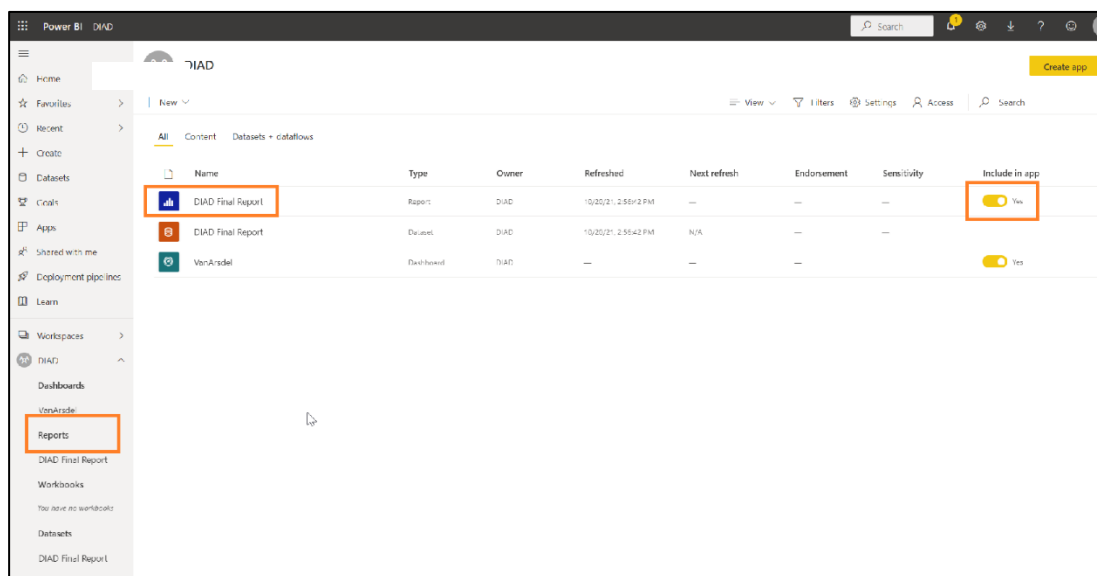 Power BI DIAD
Search
1
?
Home
Favorites
Recent
Create
Datasets
Goals
Apps
Shared with me
Deployment pipelines
Learn
Workspaces
DIAD
Dashboards
VanArsdel
Reports
DIAD Final Report
Workbooks
You have no workbooks
Datasets
DIAD Final Report
DIAD
Create app
New
View Filters Settings Access Search
All Content Datasets + dataflows
Name Type Owner Refreshed Next refresh Endorsement Sensitivity Include in app
DIAD Final Report Report DIAD 10/20/21, 2:56:42 PM — — — Yes
DIAD Final Report Dataset DIAD 10/20/21, 2:56:42 PM N/A — —
VanArsdel Dashboard DIAD — — — — Yes